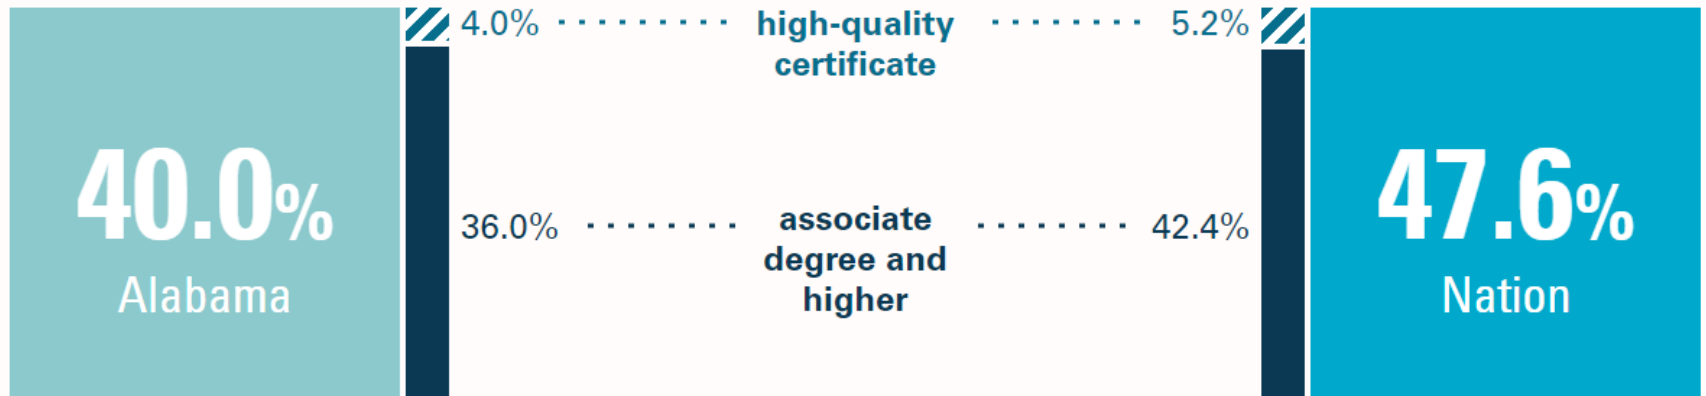 4.0% high-quality 5.2%
certificate
40.0%
Alabama
36.0% associate 42.4%
degree and
higher
47.6%
Nation